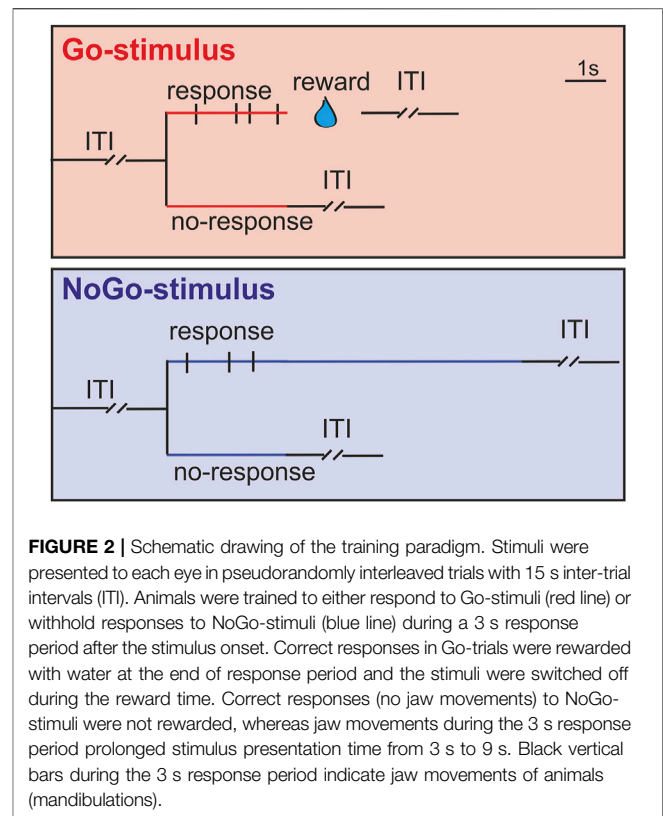 Go-stimulus
1s
response
reward
ITI
ITI
ITI
no-response
NoGo-stimulus
response
ITI
ITI
ITI
no-response
FIGURE 2 | Schematic drawing of the training paradigm. Stimuli were
presented to each eye in pseudorandomly interleaved trials with 15 s inter-trial
intervals (ITI). Animals were trained to either respond to Go-stimuli (red line) or
withhold responses to NoGo-stimuli (blue line) during a 3 s response
period after the stimulus onset. Correct responses in Go-trials were rewarded
with water at the end of response period and the stimuli were switched off
during the reward time. Correct responses (no jaw movements) to NoGo-
stimuli were not rewarded, whereas jaw movements during the 3 s response
period prolonged stimulus presentation time from 3 s to 9 s. Black vertical
bars during the 3 s response period indicate jaw movements of animals
(mandibulations).